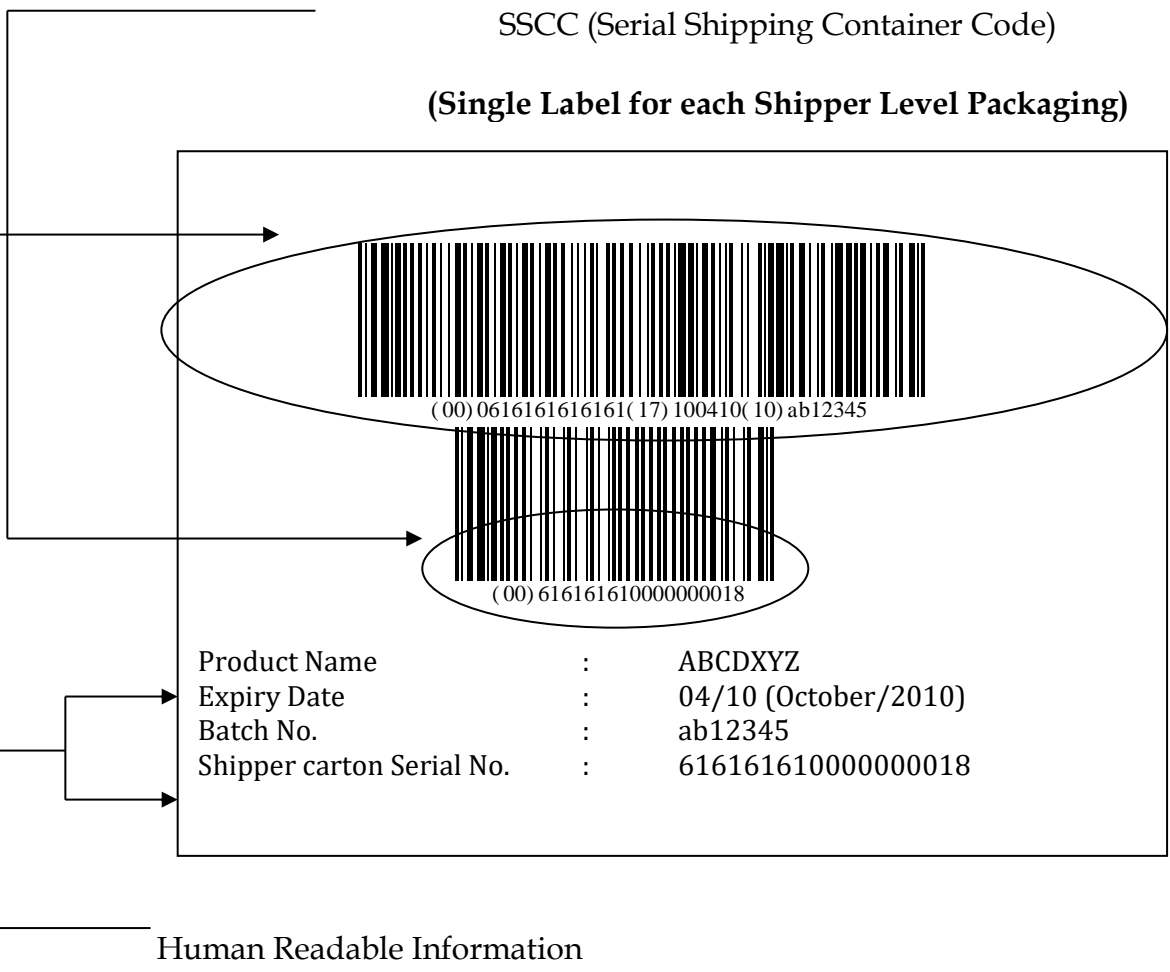 SSCC (Serial Shipping Container Code)
(Single Label for each Shipper Level Packaging)
(00)0616161616161(17)100410(10)ab12345
(00)616161610000000018
Product Name : ABCDXYZ
Expiry Date : 04/10 (October/2010)
Batch No. : ab12345
Shipper carton Serial No. : 616161610000000018
Human Readable Information